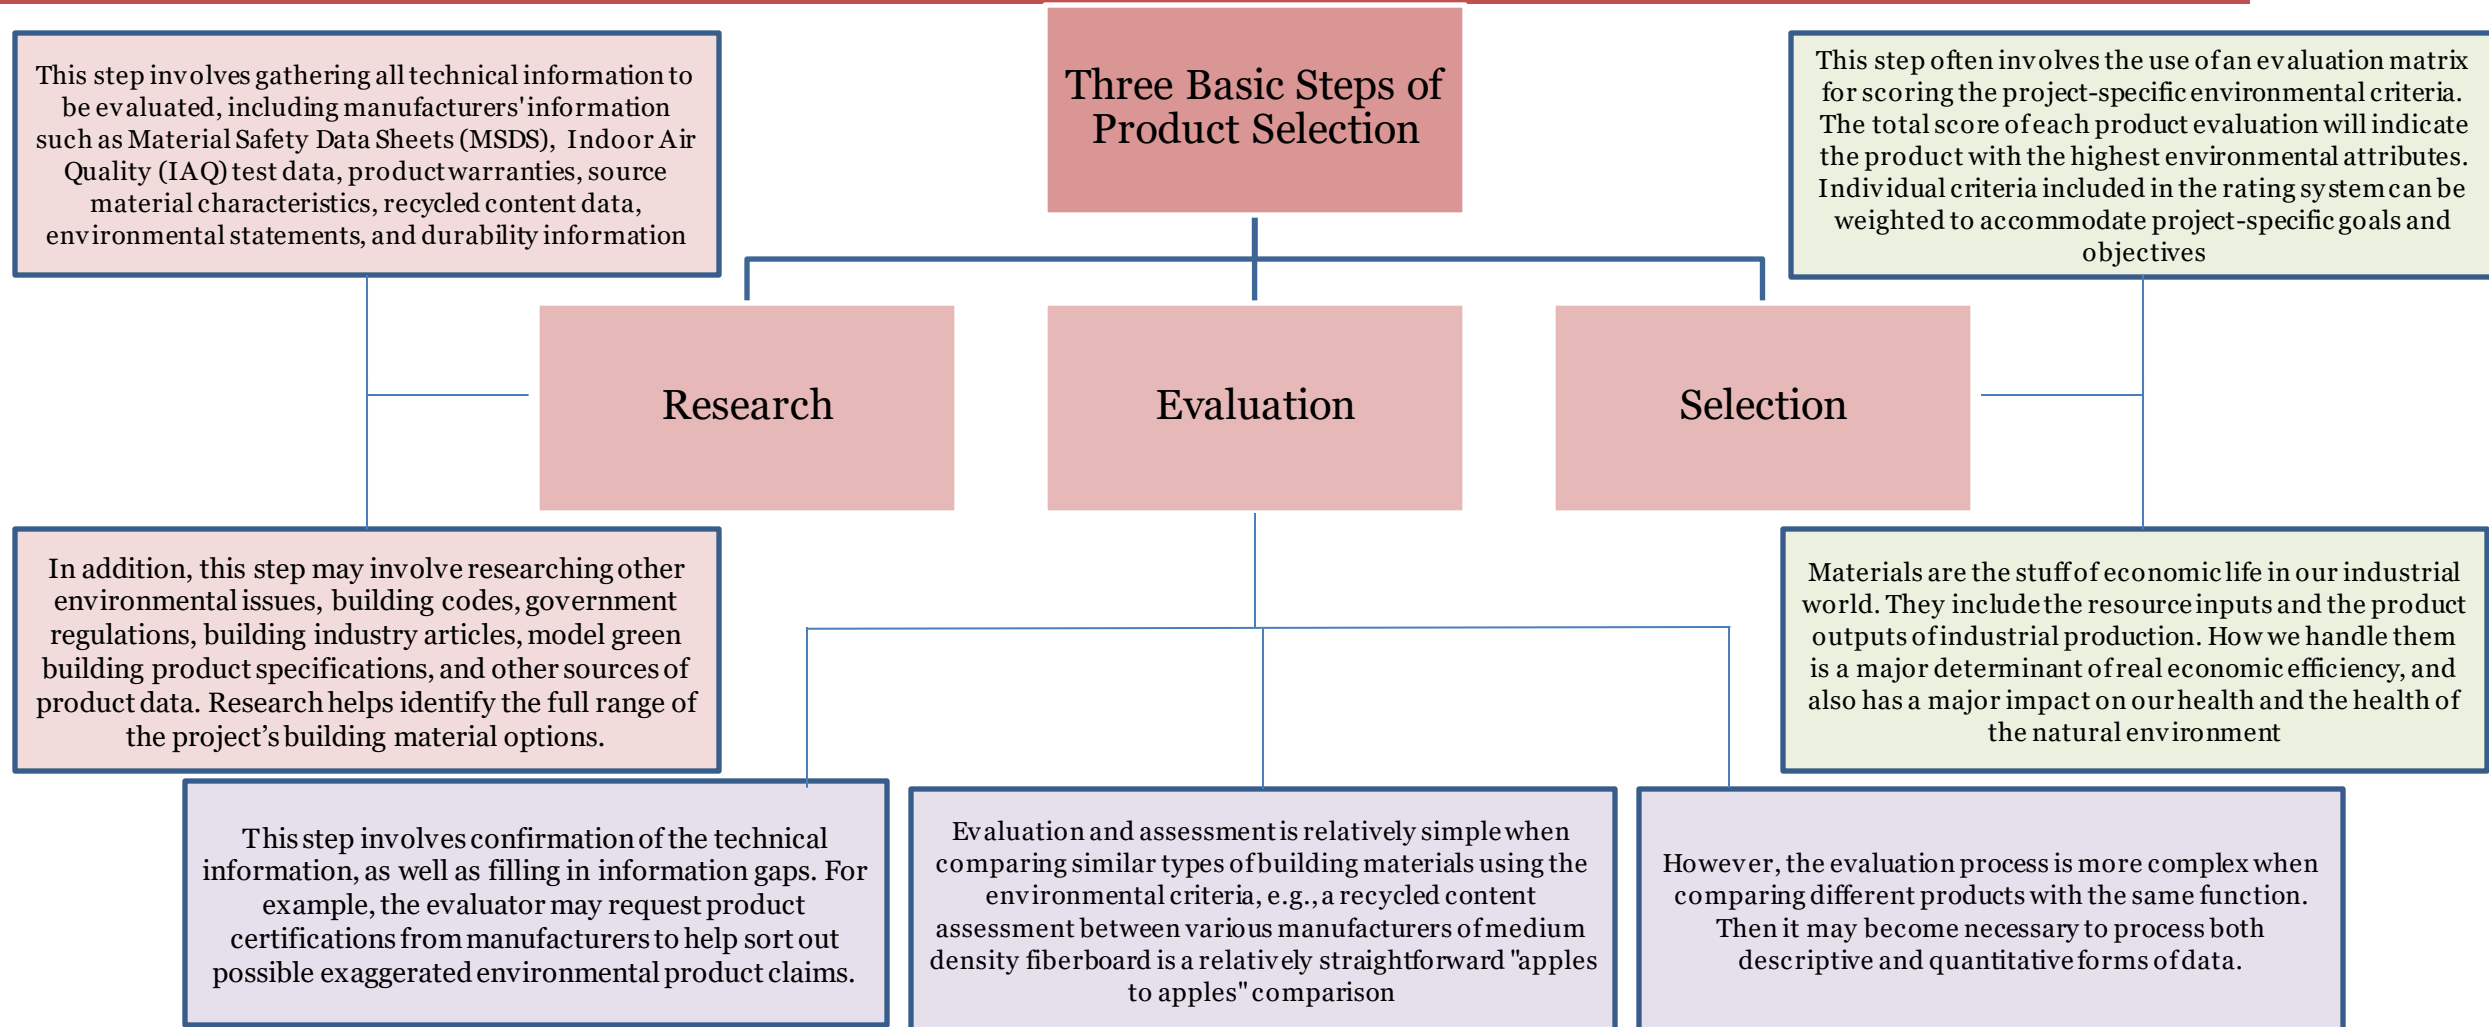 Three Basic Steps of
Product Selection
This step involves gathering all technical information to
be evaluated, including manufacturers' information
such as Material Safety Data Sheets (MSDS), Indoor Air
Quality (IAQ) test data, product warranties, source
material characteristics, recycled content data,
environmental statements, and durability information
This step often involves the use of an evaluation matrix
for scoring the project-specific environmental criteria.
The total score of each product evaluation will indicate
the product with the highest environmental attributes.
Individual criteria included in the rating system can be
weighted to accommodate project-specific goals and
objectives
Research
Evaluation
Selection
In addition, this step may involve researching other
environmental issues, building codes, government
regulations, building industry articles, model green
building product specifications, and other sources of
product data. Research helps identify the full range of
the project’s building material options.
Materials are the stuff of economic life in our industrial
world. They include the resource inputs and the product
outputs of industrial production. How we handle them
is a major determinant of real economic efficiency, and
also has a major impact on our health and the health of
the natural environment
This step involves confirmation of the technical
information, as well as filling in information gaps. For
example, the evaluator may request product
certifications from manufacturers to help sort out
possible exaggerated environmental product claims.
Evaluation and assessment is relatively simple when
comparing similar types of building materials using the
environmental criteria, e.g., a recycled content
assessment between various manufacturers of medium
density fiberboard is a relatively straightforward "apples
to apples" comparison
However, the evaluation process is more complex when
comparing different products with the same function.
Then it may become necessary to process both
descriptive and quantitative forms of data.